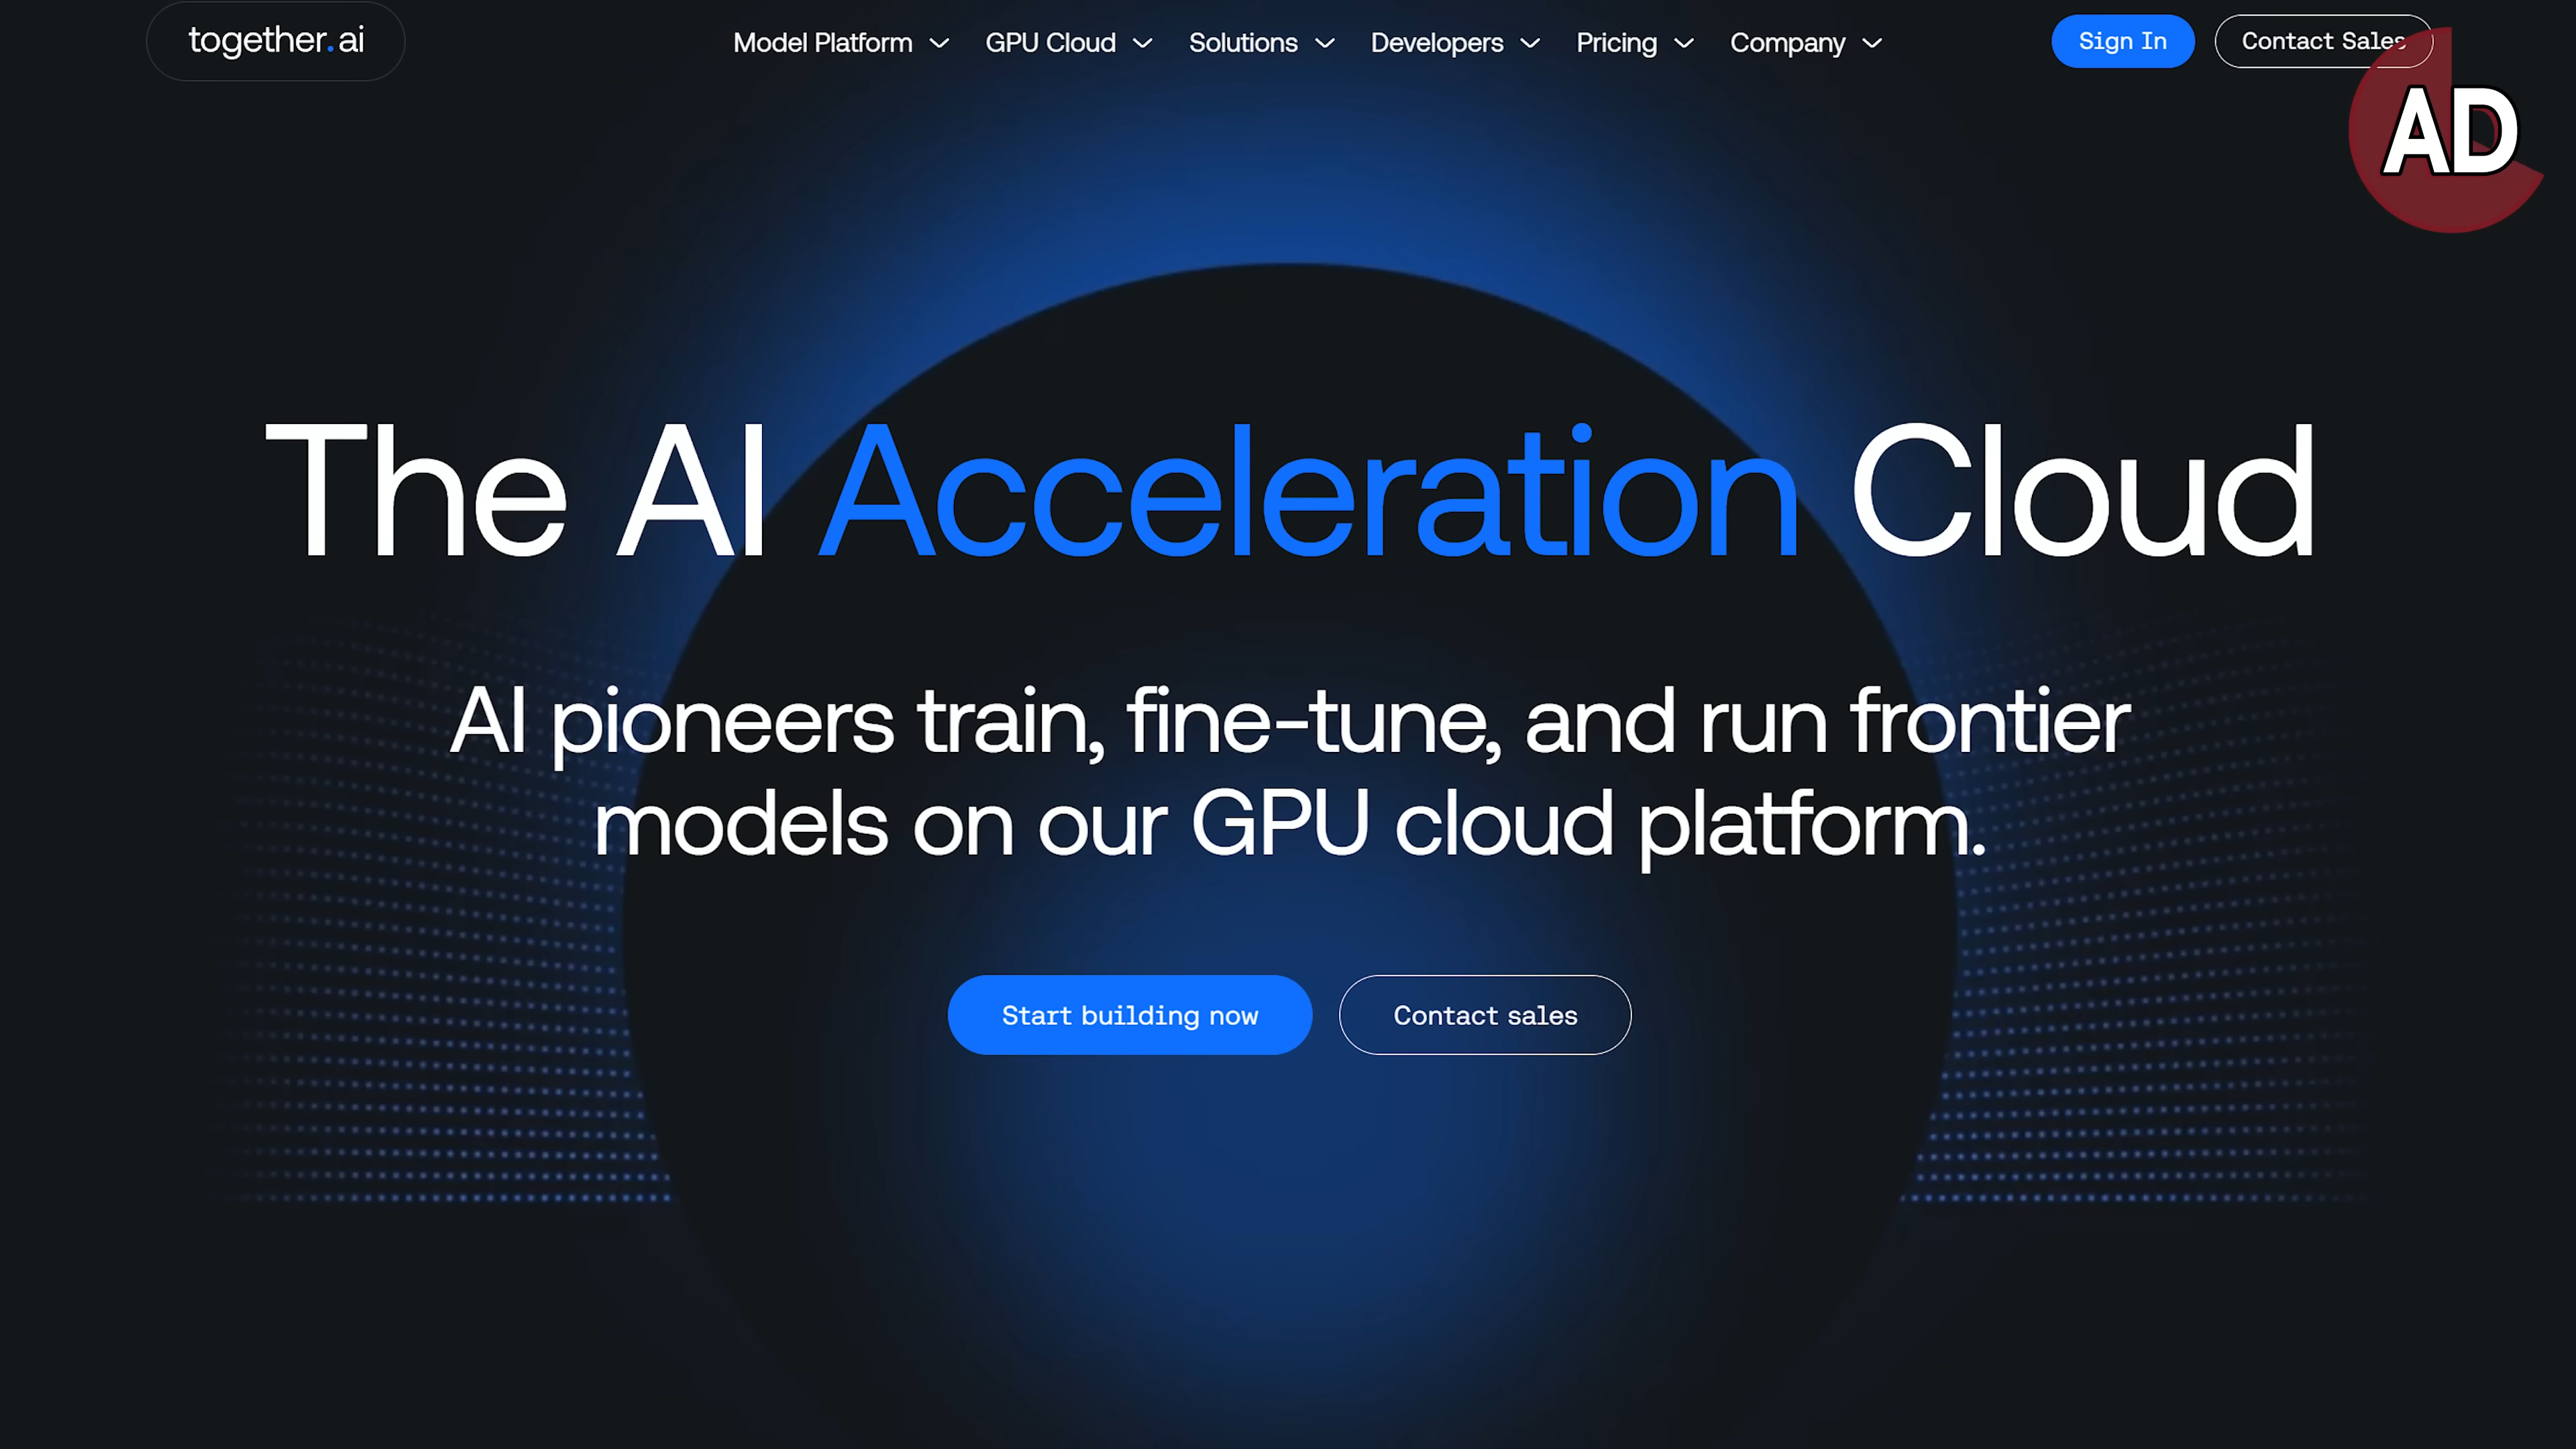 together.ai
Model Platform
GPU Cloud
Solutions
Developers
Pricing
Company
Sign In
Contact Sales
AD
The AI Acceleration Cloud
AI pioneers train, fine-tune, and run frontier
models on our GPU cloud platform.
Start building now
Contact sales